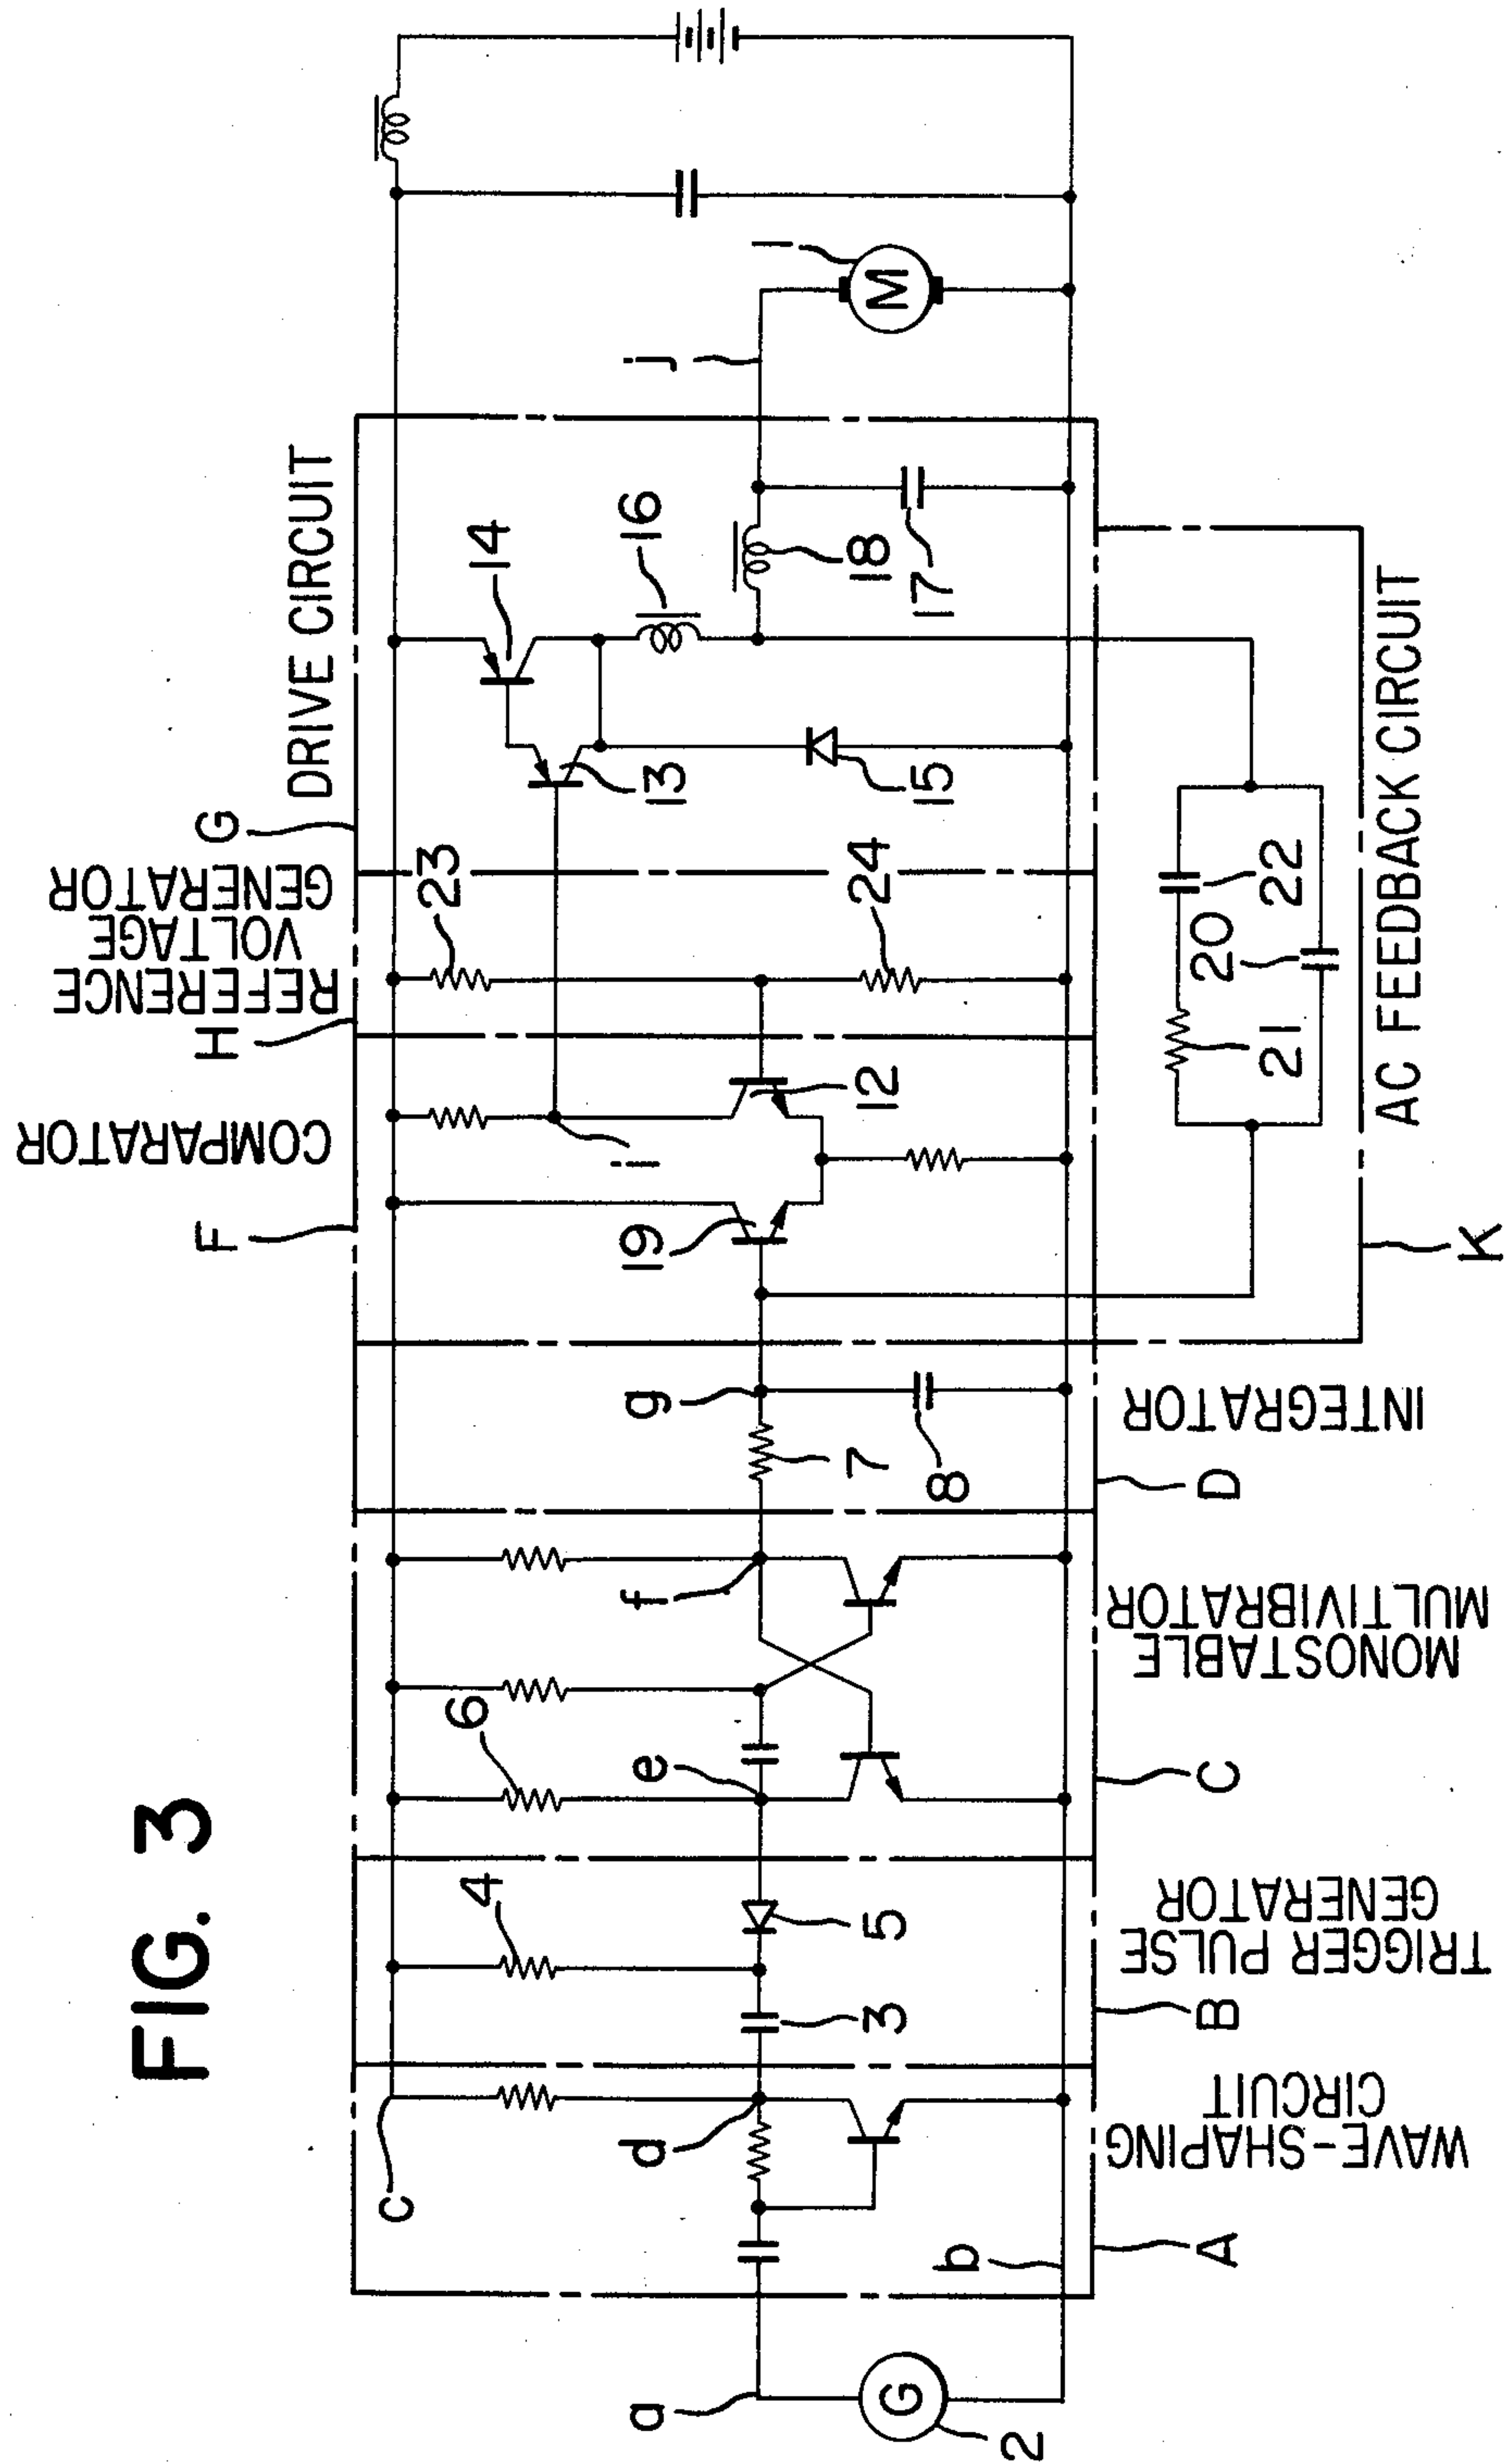 FIG. 3
DRIVE CIRCUIT
G
REFERENCE
VOLTAGE
GENERATOR
H
COMPARATOR
F
c
4
6
23
14
16
d
e
f
g
19
i
13
j
1
a
3
5
7
8
12
24
15
18
17
M
G
2
b
21
20
22
A
WAVE-SHAPING
CIRCUIT
B
TRIGGER PULSE
GENERATOR
C
MONOSTABLE
MULTIVIBRATOR
D
INTEGRATOR
K
AC FEEDBACK CIRCUIT